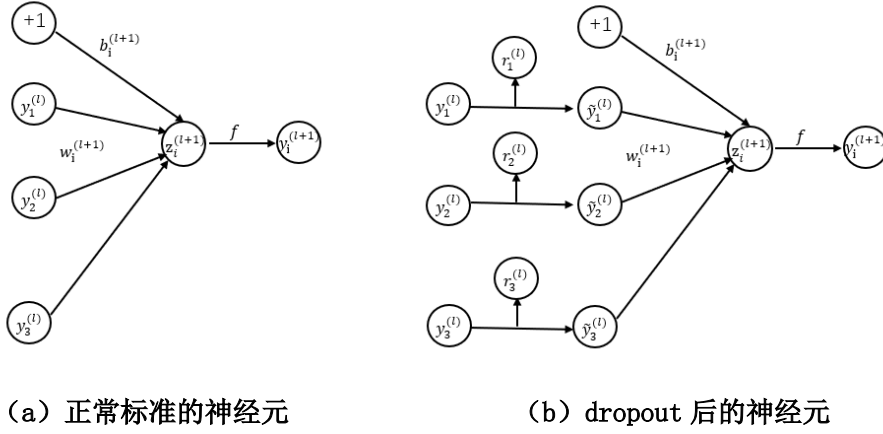 +1
b_i^(l+1)
y_1^(l)
w_i^(l+1)
z_i^(l+1)
f
y_i^(l+1)
y_2^(l)
y_3^(l)
+1
b_i^(l+1)
r_1^(l)
y_1^(l)
ỹ_1^(l)
r_2^(l)
w_i^(l+1)
z_i^(l+1)
f
y_i^(l+1)
y_2^(l)
ỹ_2^(l)
r_3^(l)
y_3^(l)
ỹ_3^(l)
（a）正常标准的神经元
（b）dropout 后的神经元